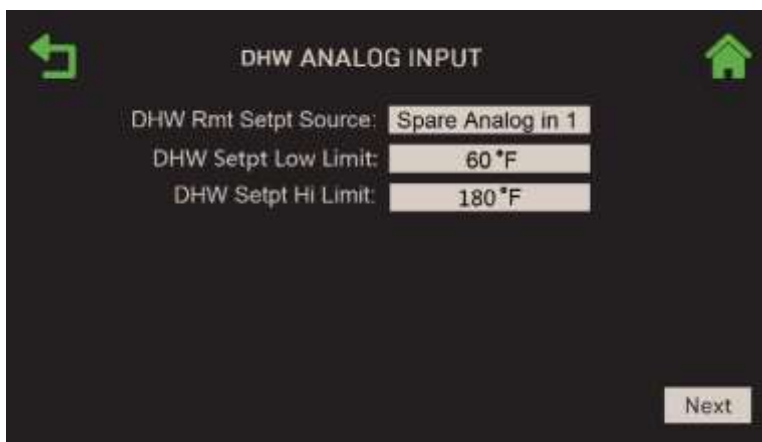 DHW ANALOG INPUT
DHW Rmt Setpt Source: Spare Analog in 1
DHW Setpt Low Limit: 60°F
DHW Setpt Hi Limit: 180°F
Next